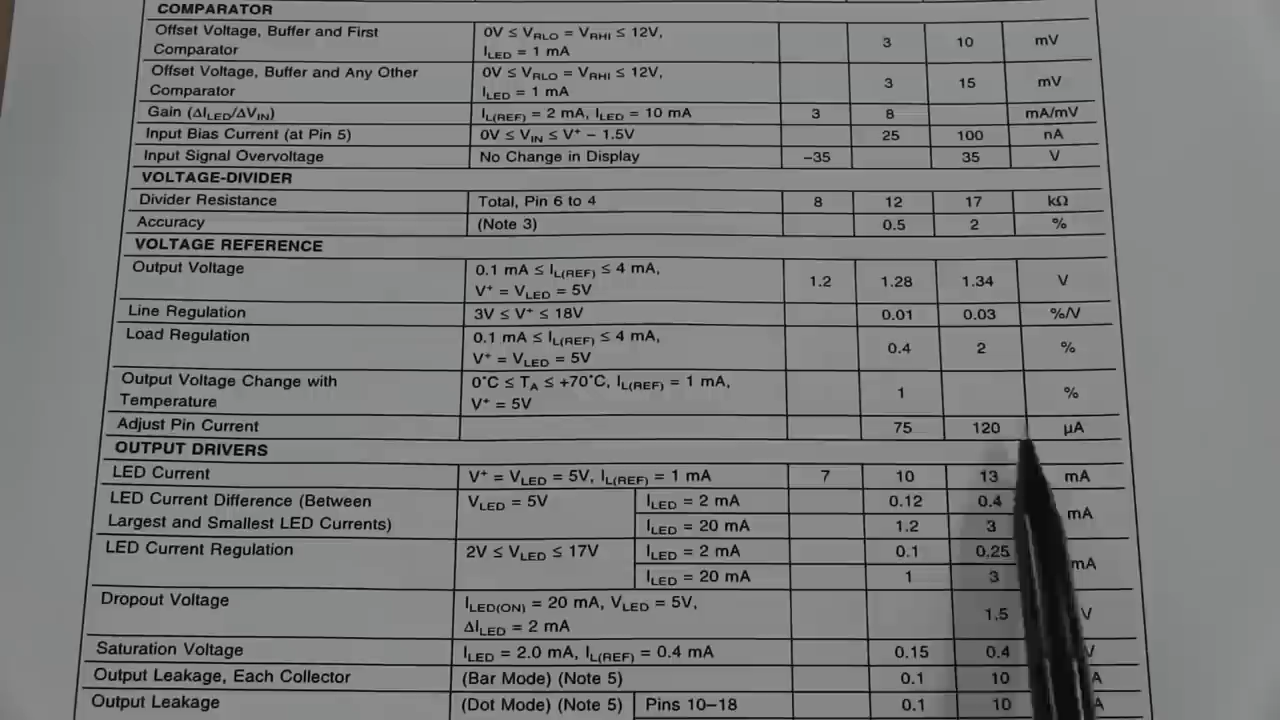 COMPARATOR
Offset Voltage, Buffer and First Comparator 0V ≤ VRLO = VRHI ≤ 12V, ILED = 1 mA 3 10 mV
Offset Voltage, Buffer and Any Other Comparator 0V ≤ VRLO = VRHI ≤ 12V, ILED = 1 mA 3 15 mV
Gain (ΔILED/ΔVIN) IL(REF) = 2 mA, ILED = 10 mA 3 8 mA/mV
Input Bias Current (at Pin 5) 0V ≤ VIN ≤ V+ − 1.5V 25 100 nA
Input Signal Overvoltage No Change in Display −35 35 V
VOLTAGE-DIVIDER
Divider Resistance Total, Pin 6 to 4 8 12 17 kΩ
Accuracy (Note 3) 0.5 2 %
VOLTAGE REFERENCE
Output Voltage 0.1 mA ≤ IL(REF) ≤ 4 mA, V+ = VLED = 5V 1.2 1.28 1.34 V
Line Regulation 3V ≤ V+ ≤ 18V 0.01 0.03 %/V
Load Regulation 0.1 mA ≤ IL(REF) ≤ 4 mA, V+ = VLED = 5V 0.4 2 %
Output Voltage Change with Temperature 0°C ≤ TA ≤ +70°C, IL(REF) = 1 mA, V+ = 5V 1 %
Adjust Pin Current 75 120 μA
OUTPUT DRIVERS
LED Current V+ = VLED = 5V, IL(REF) = 1 mA 7 10 13 mA
LED Current Difference (Between Largest and Smallest LED Currents) VLED = 5V ILED = 2 mA 0.12 0.4 mA
ILED = 20 mA 1.2 3
LED Current Regulation 2V ≤ VLED ≤ 17V ILED = 2 mA 0.1 0.25 mA
ILED = 20 mA 1 3
Dropout Voltage ILED(ON) = 20 mA, VLED = 5V, ΔILED = 2 mA 1.5 V
Saturation Voltage ILED = 2.0 mA, IL(REF) = 0.4 mA 0.15 0.4 V
Output Leakage, Each Collector (Bar Mode) (Note 5) 0.1 10 A
Output Leakage (Dot Mode) (Note 5) Pins 10–18 0.1 10 A